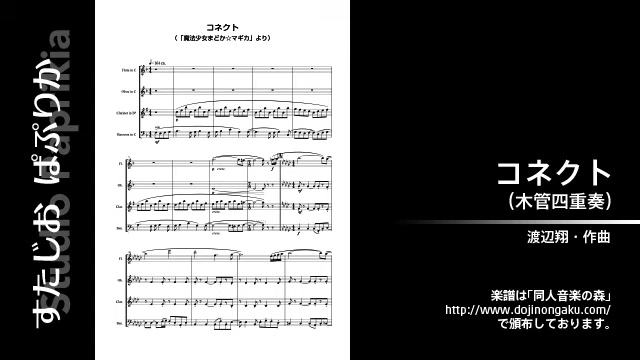 すたじお ぱぷりか
Studio Paprikia
コネクト
（「魔法少女まどか☆マギカ」より）
Flute in C
Oboe in C
Clarinet in B♭
Bassoon in C
Fl.
Ob.
Cla.
Bsn.
Fl.
Ob.
Cla.
Bsn.
コネクト
(木管四重奏)
渡辺翔・作曲
楽譜は「同人音楽の森」
http://www.dojinongaku.com/
で頒布しております。